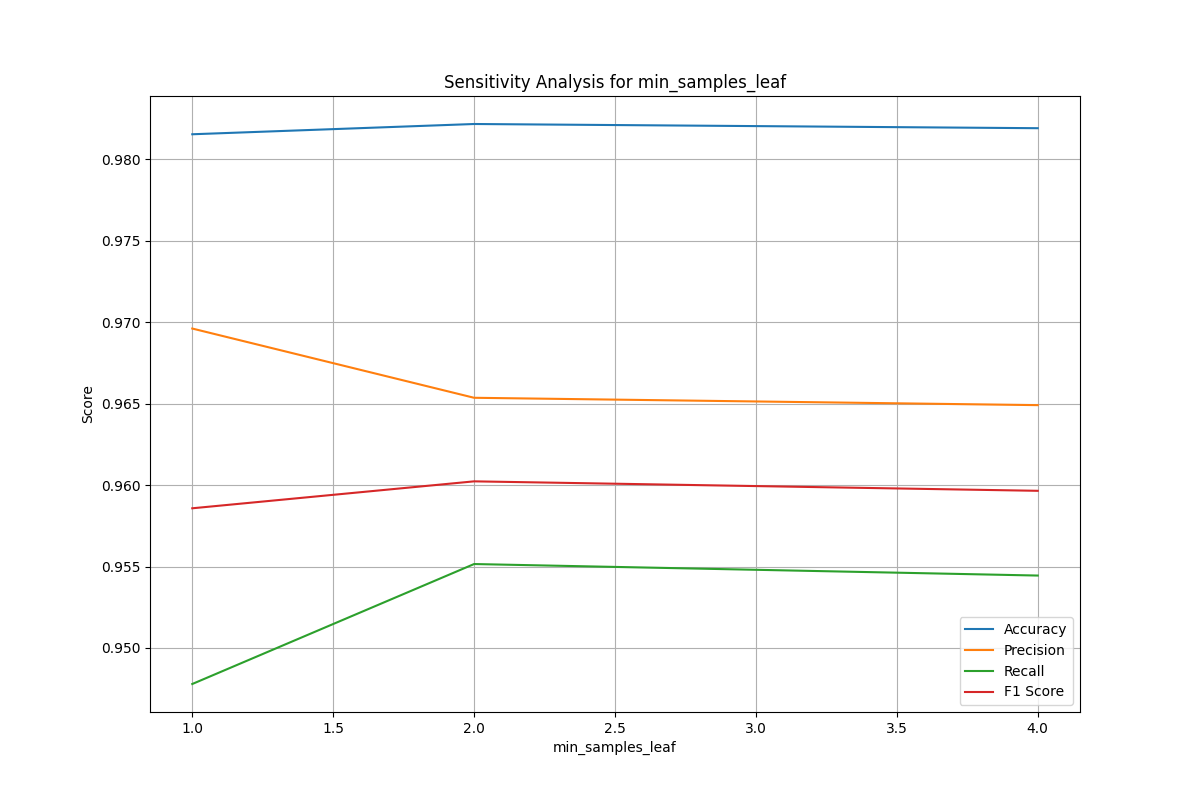 Sensitivity Analysis for min_samples_leaf
0.980
0.975
0.970
0.965
0.960
0.955
0.950
Score
Accuracy
Precision
Recall
F1 Score
1.0 1.5 2.0 2.5 3.0 3.5 4.0
min_samples_leaf